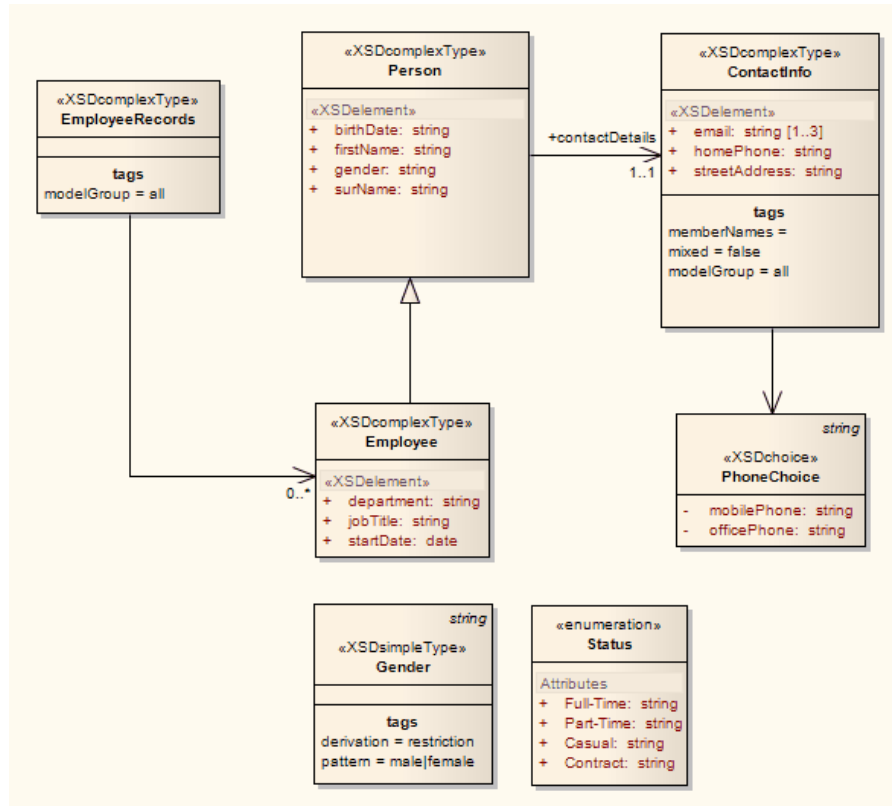 «XSDcomplexType»
EmployeeRecords
tags
modelGroup = all
«XSDcomplexType»
Person
«XSDelement»
+ birthDate: string
+ firstName: string
+ gender: string
+ surName: string
+contactDetails
1..1
«XSDcomplexType»
ContactInfo
«XSDelement»
+ email: string [1..3]
+ homePhone: string
+ streetAddress: string
tags
memberNames =
mixed = false
modelGroup = all
0..*
«XSDcomplexType»
Employee
«XSDelement»
+ department: string
+ jobTitle: string
+ startDate: date
string
«XSDchoice»
PhoneChoice
- mobilePhone: string
- officePhone: string
string
«XSDsimpleType»
Gender
tags
derivation = restriction
pattern = male|female
«enumeration»
Status
Attributes
+ Full-Time: string
+ Part-Time: string
+ Casual: string
+ Contract: string